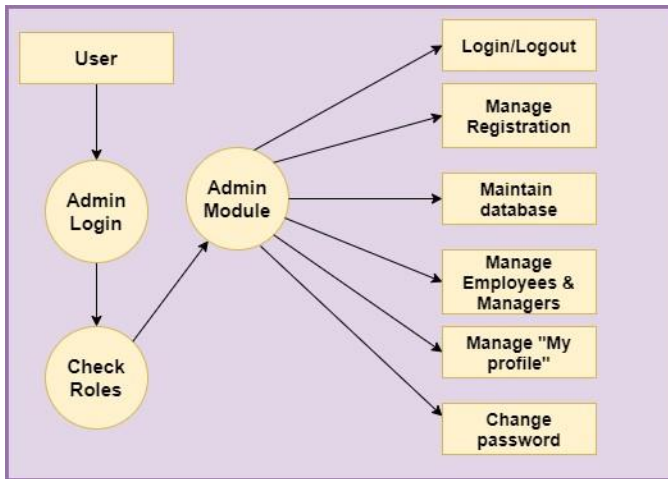 User
Admin
Login
Check
Roles
Admin
Module
Login/Logout
Manage
Registration
Maintain
database
Manage
Employees &
Managers
Manage "My
profile"
Change
password